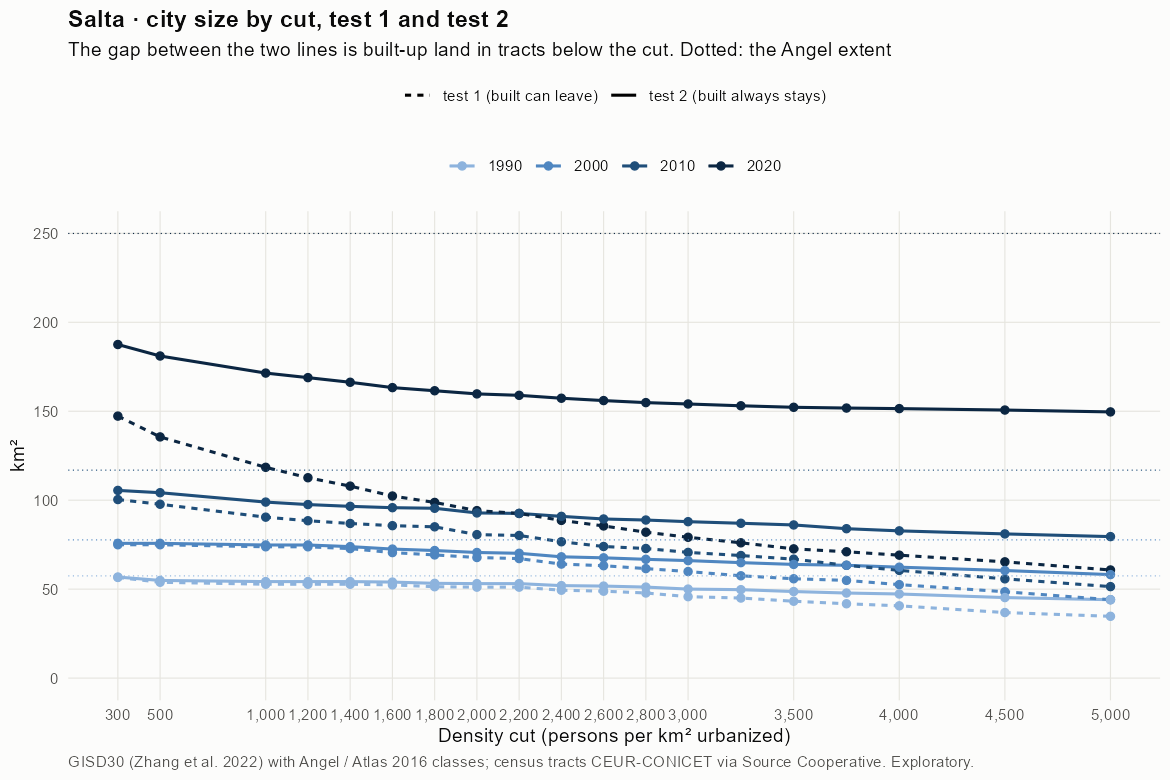 Salta · city size by cut, test 1 and test 2
The gap between the two lines is built-up land in tracts below the cut. Dotted: the Angel extent
test 1 (built can leave) test 2 (built always stays)
1990 2000 2010 2020
250
200
150
100
50
0
km²
300 500 1,000 1,200 1,400 1,600 1,800 2,000 2,200 2,400 2,600 2,800 3,000 3,500 4,000 4,500 5,000
Density cut (persons per km² urbanized)
GISD30 (Zhang et al. 2022) with Angel / Atlas 2016 classes; census tracts CEUR-CONICET via Source Cooperative. Exploratory.